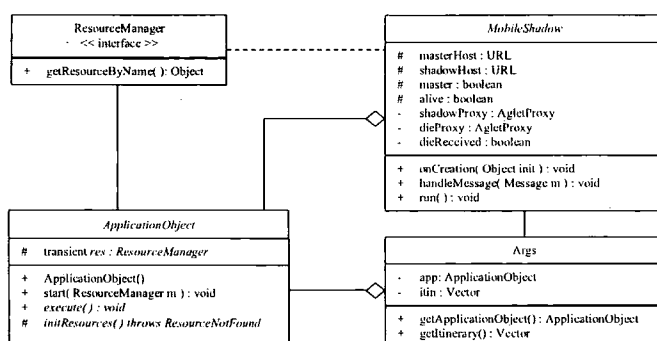 ResourceManager
<< interface >>
+ getResourceByName( ): Object
MobileShadow
# masterHost : URL
# shadowHost : URL
# master : boolean
# alive : boolean
- shadowProxy : AgletProxy
- dieProxy : AgletProxy
- dieReceived : boolean
+ onCreation( Object init ) : void
+ handleMessage( Message m ) : void
+ run( ) : void
ApplicationObject
# transient res : ResourceManager
+ ApplicationObject()
+ start( ResourceManager m ) : void
+ execute() : void
# initResources() throws ResourceNotFound
Args
- app: ApplicationObject
- itin : Vector
+ getApplicationObject() : ApplicationObject
+ getItinerary() : Vector